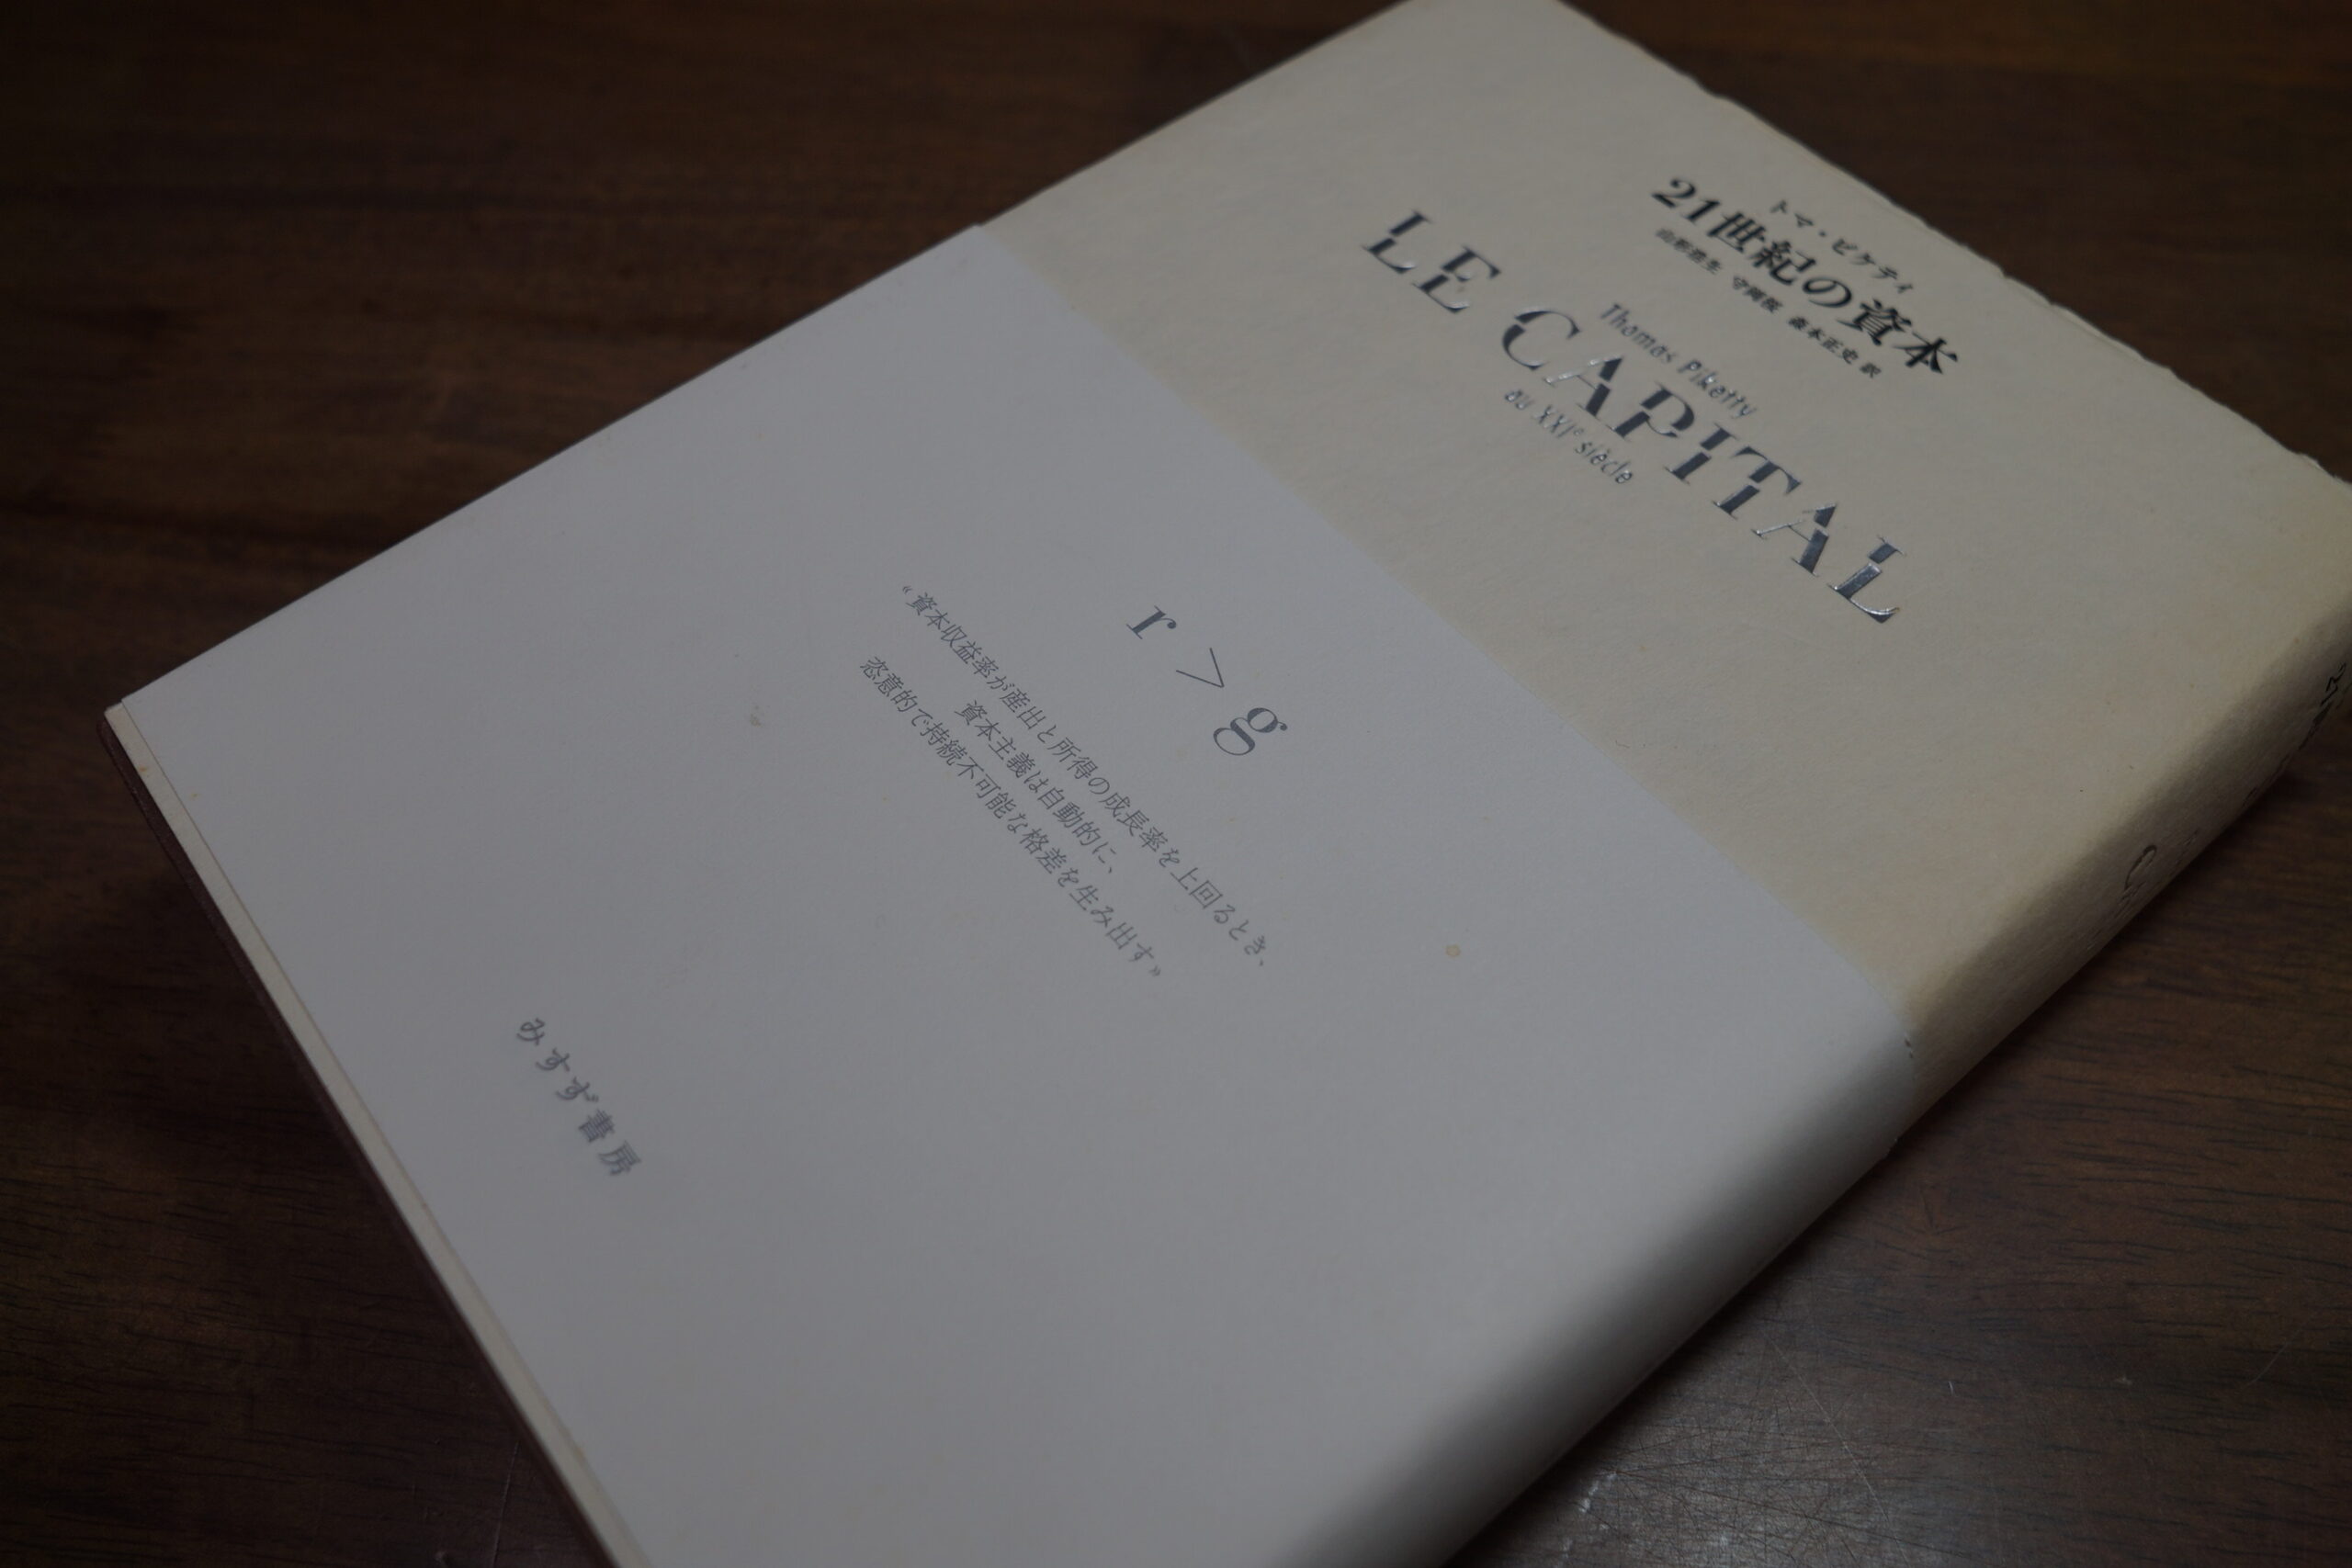 トマ・ピケティ
21世紀の資本
山形浩生 守岡桜 森本正史 訳
Thomas Piketty
LE CAPITAL
au XXIe siècle
r > g
«資本収益率が産出と所得の成長率を上回るとき、
資本主義は自動的に、
恣意的で持続不可能な格差を生み出す»
みすず書房